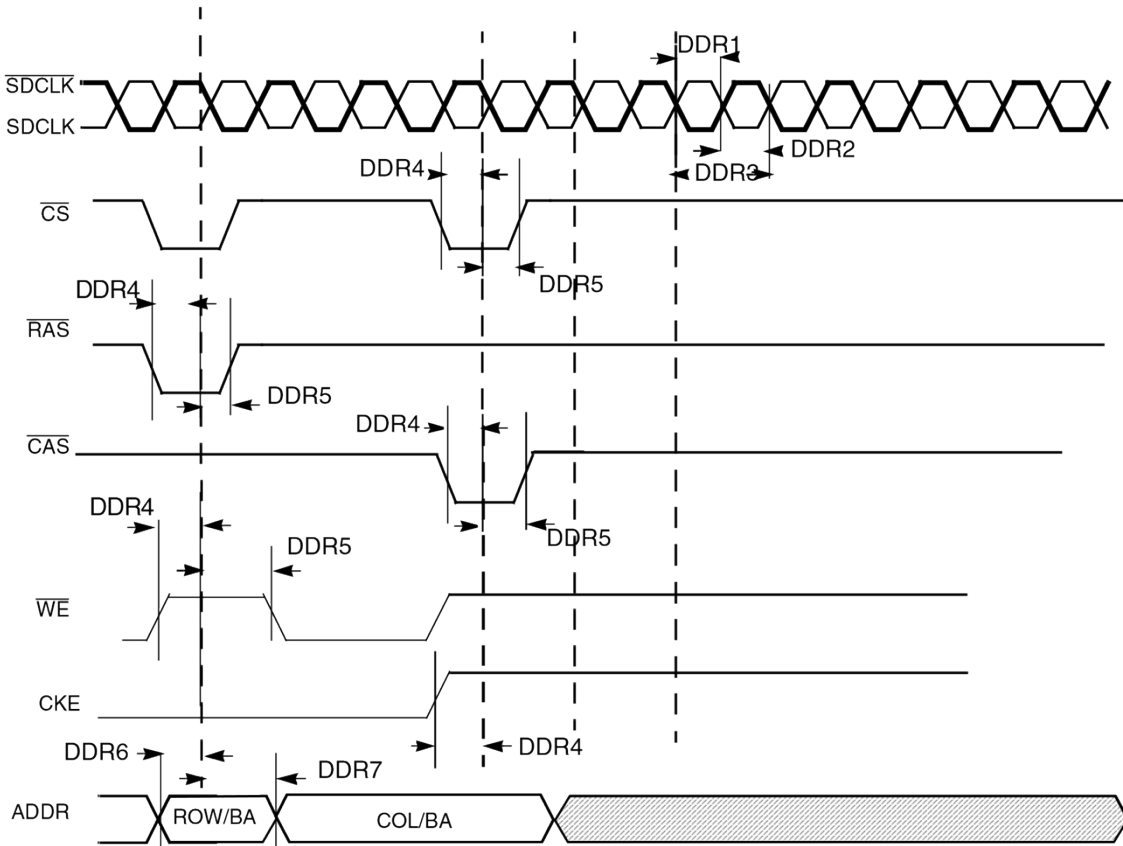 DDR1
SDCLK
SDCLK
DDR2
DDR4
DDR3
CS
DDR4
DDR5
RAS
DDR5
DDR4
CAS
DDR4
DDR5
DDR5
WE
CKE
DDR6
DDR4
DDR7
ADDR
ROW/BA
COL/BA